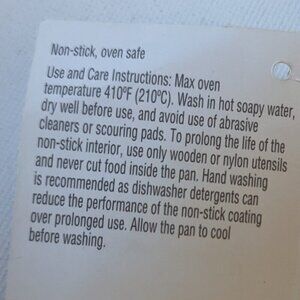 Non-stick, oven safe
Use and Care Instructions: Max oven
temperature 410°F (210°C). Wash in hot soapy water,
dry well before use, and avoid use of abrasive
cleaners or scouring pads. To prolong the life of the
non-stick interior, use only wooden or nylon utensils
and never cut food inside the pan. Hand washing
is recommended as dishwasher detergents can
reduce the performance of the non-stick coating
over prolonged use. Allow the pan to cool
before washing.